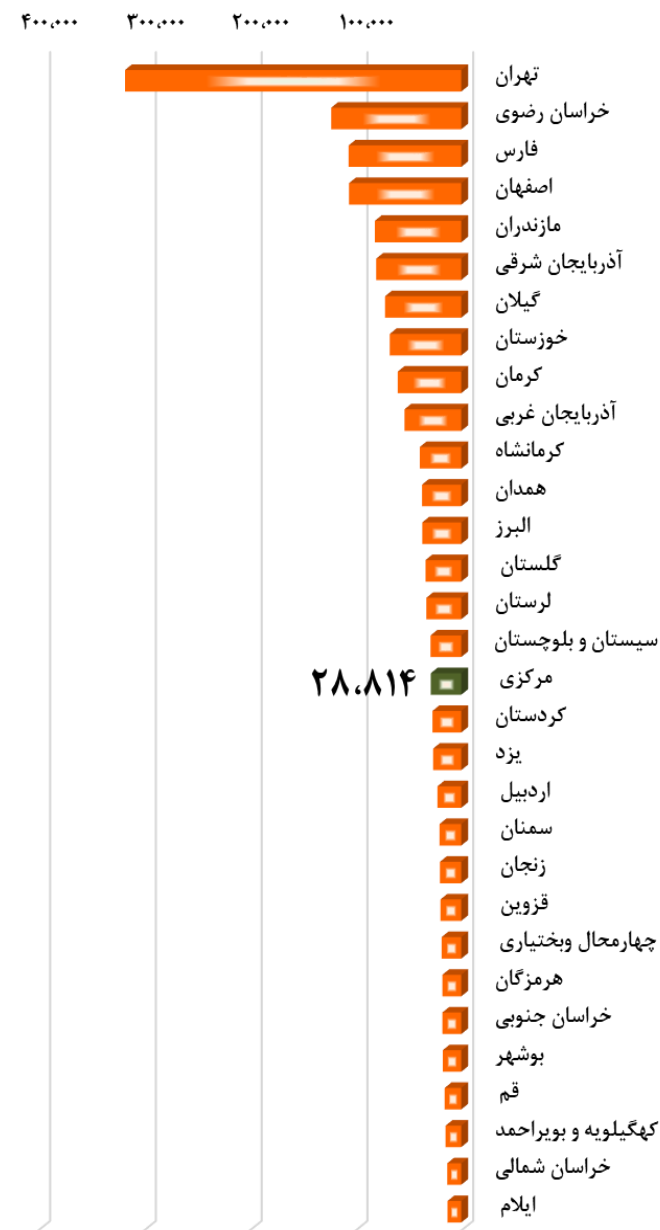 ۴۰۰،۰۰۰ ۳۰۰،۰۰۰ ۲۰۰،۰۰۰ ۱۰۰،۰۰۰
تهران
خراسان رضوی
فارس
اصفهان
مازندران
آذربایجان شرقی
گیلان
خوزستان
کرمان
آذربایجان غربی
کرمانشاه
همدان
البرز
گلستان
لرستان
سیستان و بلوچستان
مرکزی ۲۸،۸۱۴
کردستان
یزد
اردبیل
سمنان
زنجان
قزوین
چهارمحال وبختیاری
هرمزگان
خراسان جنوبی
بوشهر
قم
کهگیلویه و بویراحمد
خراسان شمالی
ایلام